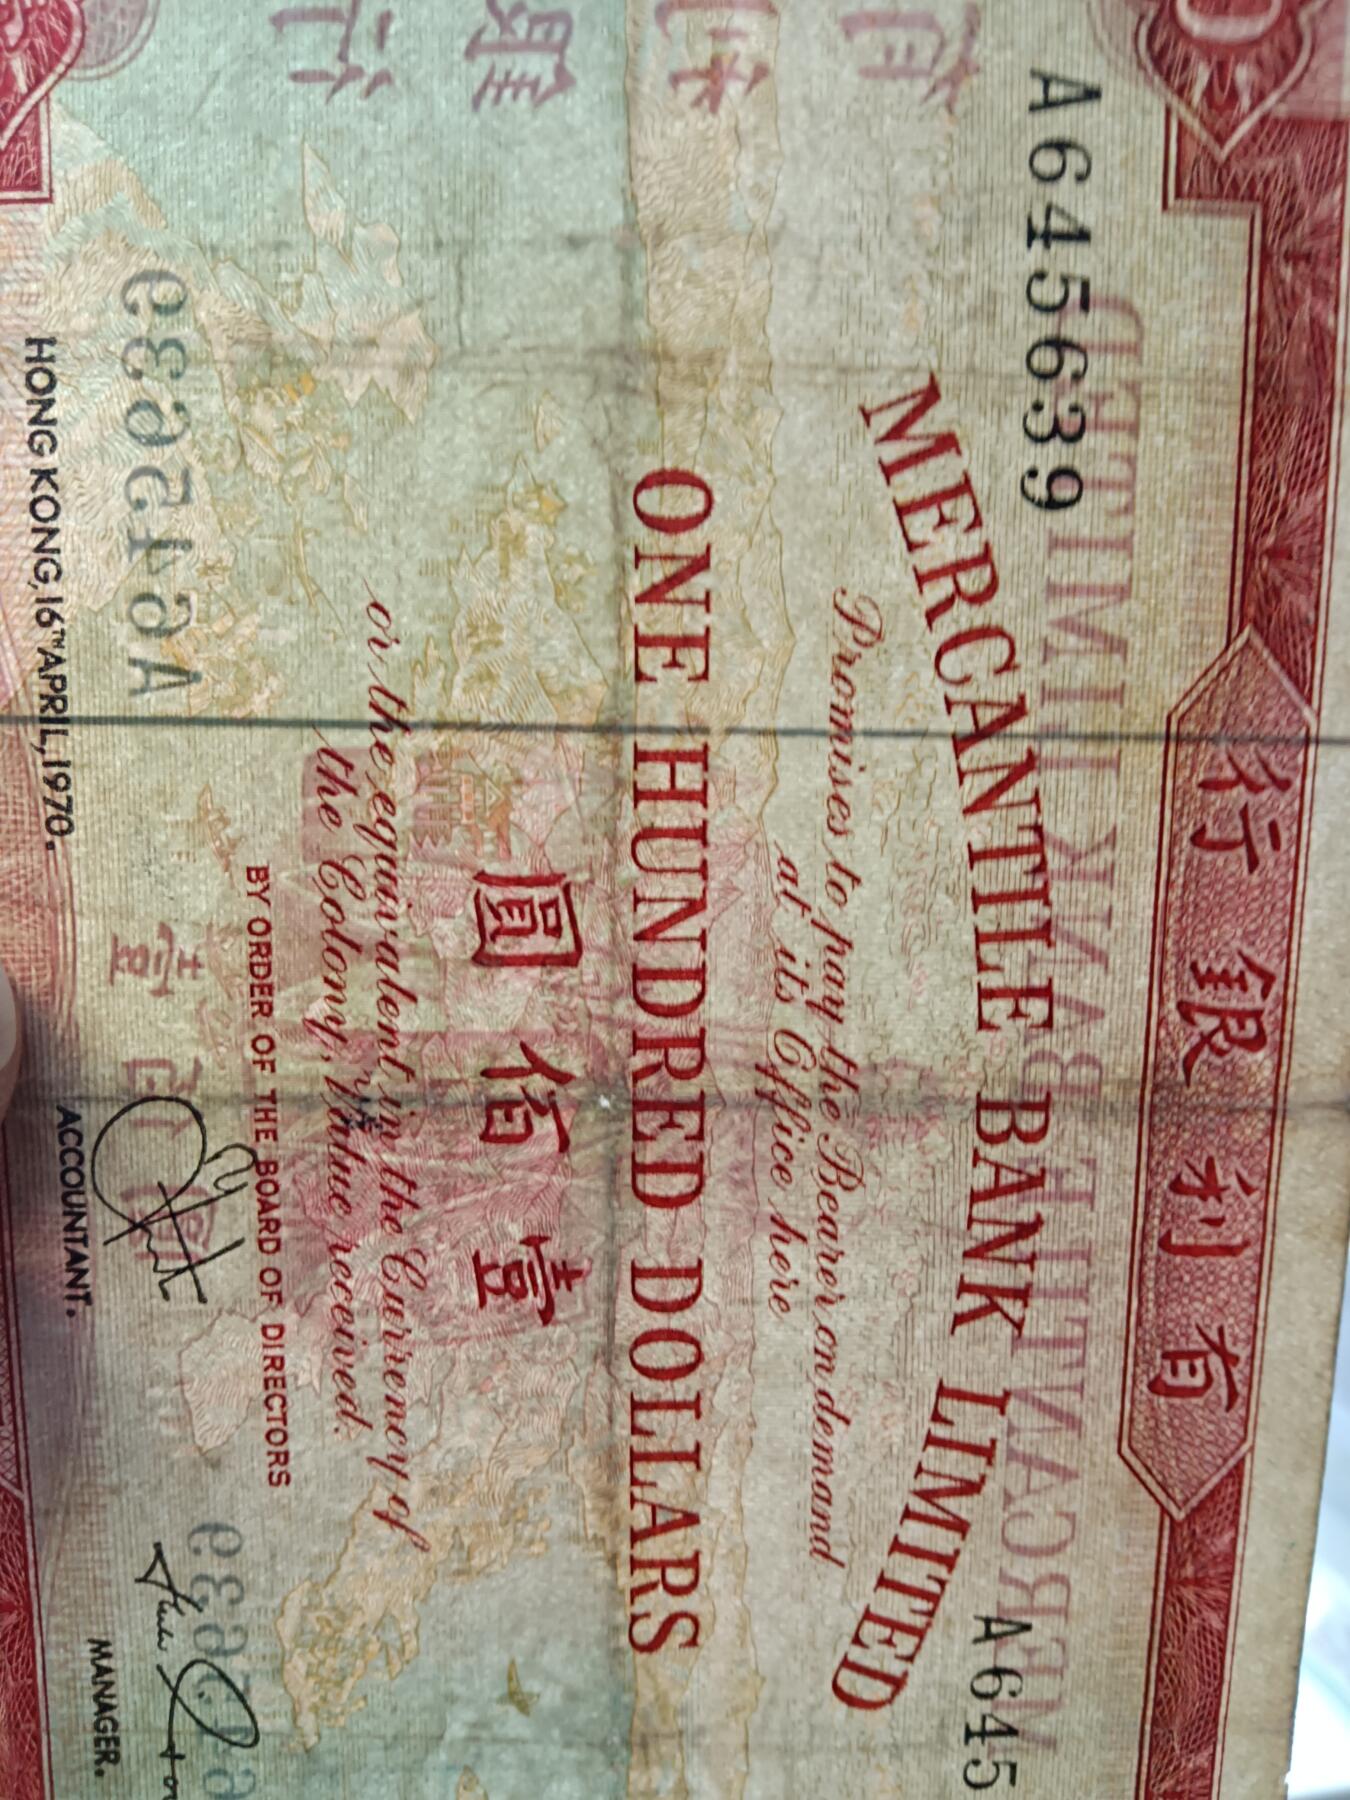 行銀利有
A645639
A645
MERCANTILE BANK LIMITED
Promises to pay the Bearer on demand
at its Office here
ONE HUNDRED DOLLARS
圓佰壹
or the equivalent in the Currency of
the Colony, Value received.
BY ORDER OF THE BOARD OF DIRECTORS
HONG KONG, 16TH APRIL, 1970.
ACCOUNTANT.
MANAGER.